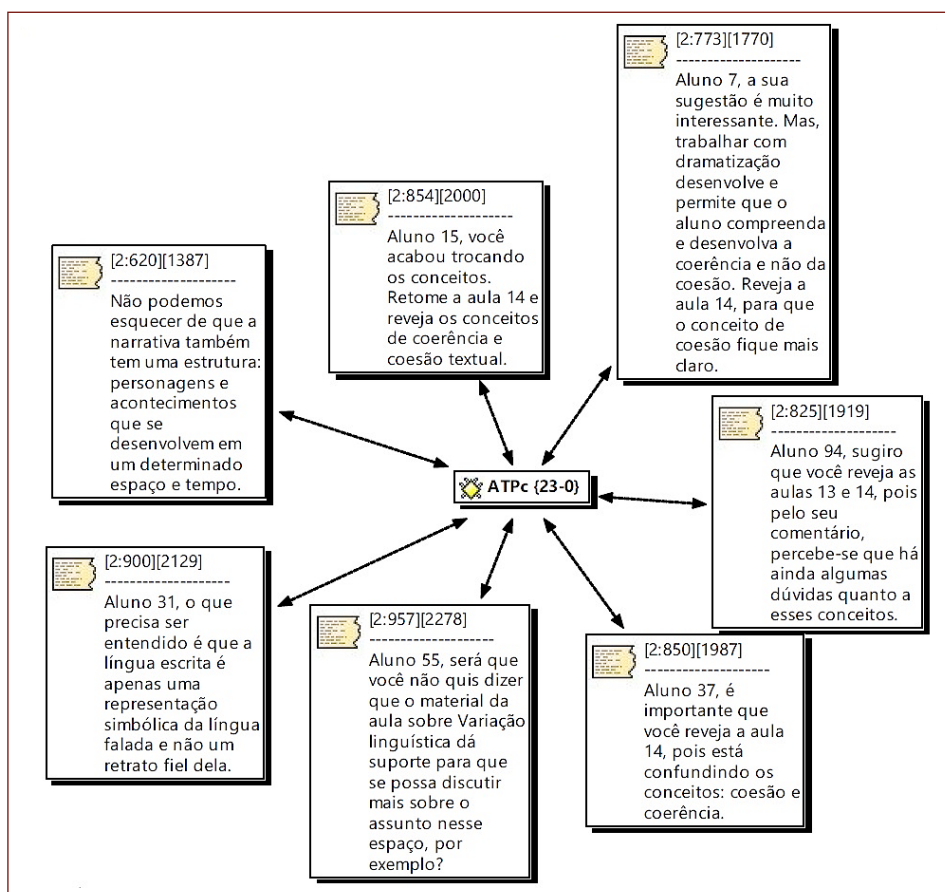 [2:773][1770]
--------------------
Aluno 7, a sua
sugestão é muito
interessante. Mas,
trabalhar com
dramatização
desenvolve e
permite que o
aluno compreenda
e desenvolva a
coerência e não da
coesão. Reveja a
aula 14, para que
o conceito de
coesão fique mais
claro.
[2:854][2000]
--------------------
Aluno 15, você
acabou trocando
os conceitos.
Retome a aula 14 e
reveja os conceitos
de coerência e
coesão textual.
[2:620][1387]
--------------------
Não podemos
esquecer de que a
narrativa também
tem uma estrutura:
personagens e
acontecimentos
que se
desenvolvem em
um determinado
espaço e tempo.
[2:825][1919]
--------------------
Aluno 94, sugiro
que você reveja as
aulas 13 e 14, pois
pelo seu
comentário,
percebe-se que há
ainda algumas
dúvidas quanto a
esses conceitos.
ATPc {23-0}
[2:900][2129]
--------------------
Aluno 31, o que
precisa ser
entendido é que a
língua escrita é
apenas uma
representação
simbólica da língua
falada e não um
retrato fiel dela.
[2:957][2278]
--------------------
Aluno 55, será que
você não quis dizer
que o material da
aula sobre Variação
linguística dá
suporte para que
se possa discutir
mais sobre o
assunto nesse
espaço, por
exemplo?
[2:850][1987]
--------------------
Aluno 37, é
importante que
você reveja a aula
14, pois está
confundindo os
conceitos: coesão e
coerência.